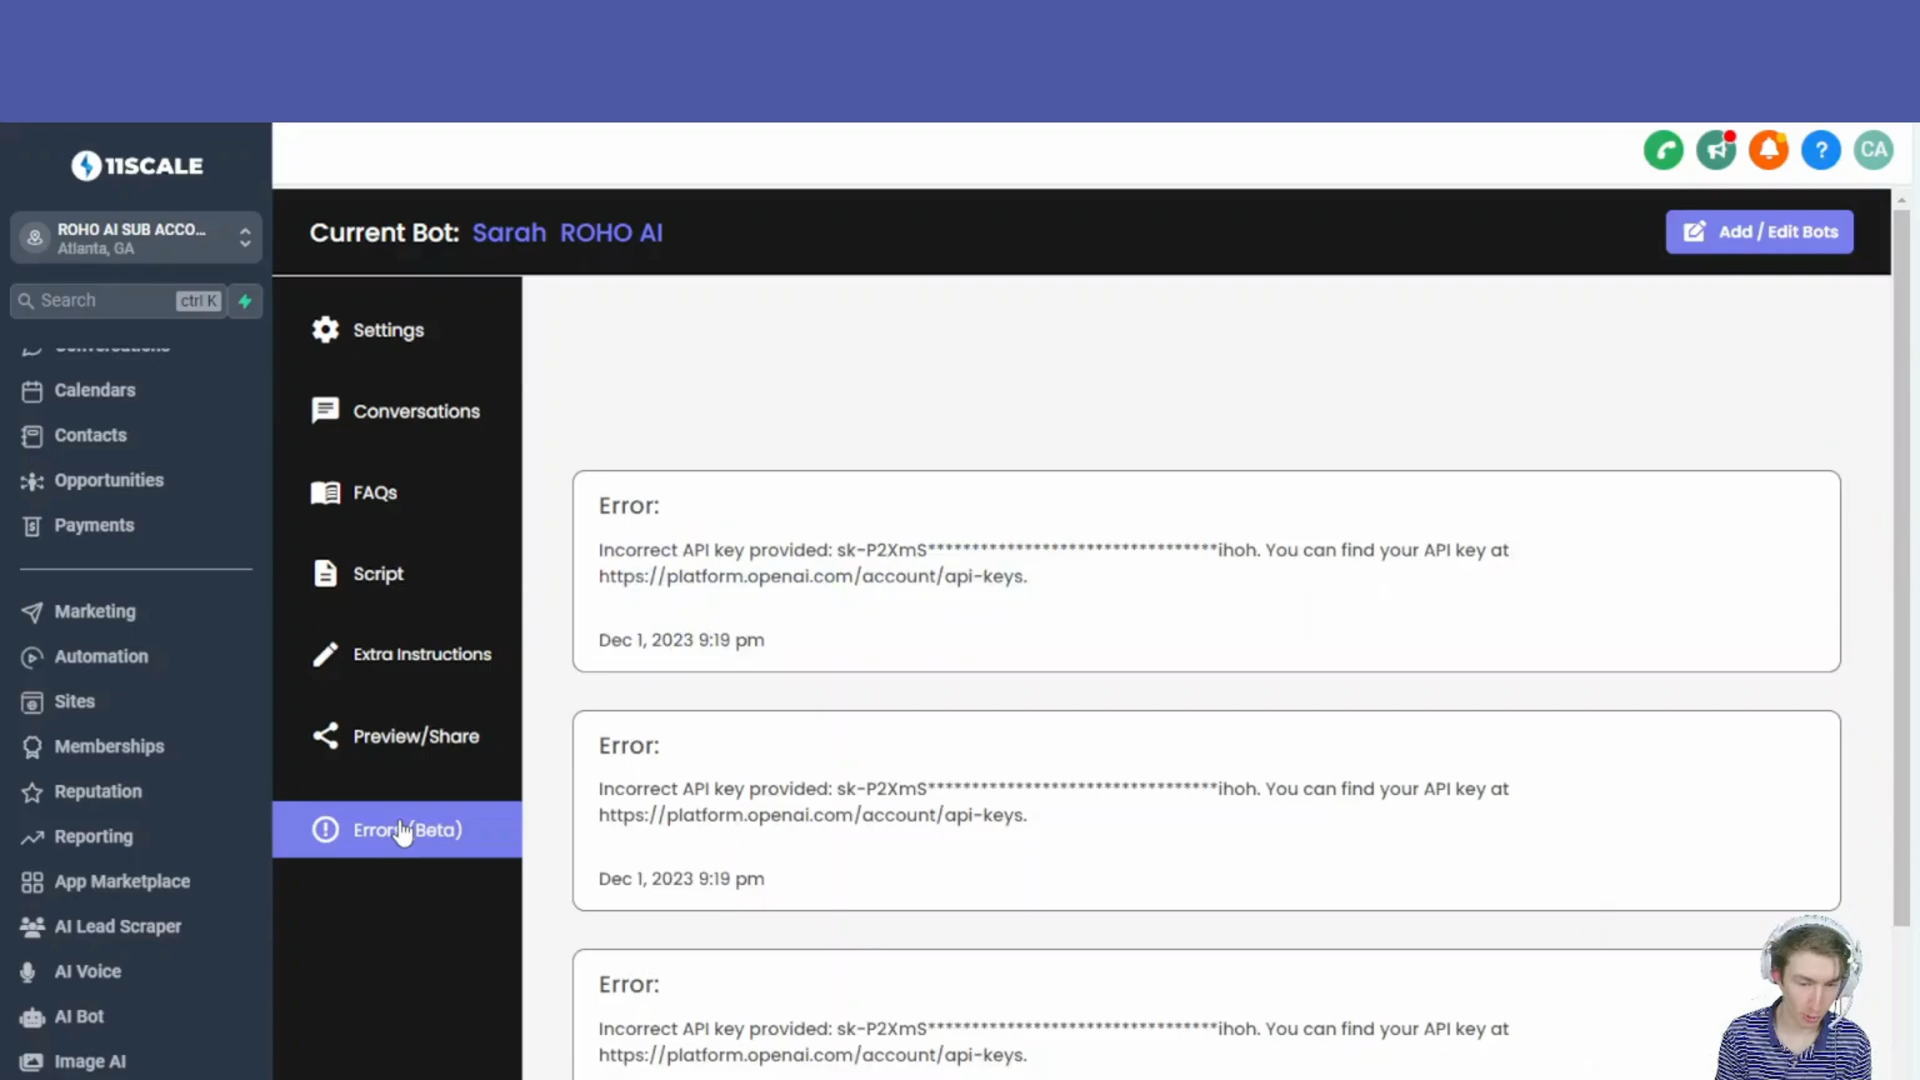 11SCALE
ROHO AI SUB ACCO...
Atlanta, GA
Search ctrl K
Conversations
Calendars
Contacts
Opportunities
Payments
Marketing
Automation
Sites
Memberships
Reputation
Reporting
App Marketplace
AI Lead Scraper
AI Voice
AI Bot
Image AI
?
CA
Current Bot: Sarah ROHO AI
Add / Edit Bots
Settings
Conversations
FAQs
Script
Extra Instructions
Preview/Share
(Beta)
Error:
Incorrect API key provided: sk-P2XmS*********************************ihoh. You can find your API key at
https://platform.openai.com/account/api-keys.
Dec 1, 2023 9:19 pm
Error:
Incorrect API key provided: sk-P2XmS*********************************ihoh. You can find your API key at
https://platform.openai.com/account/api-keys.
Dec 1, 2023 9:19 pm
Error:
Incorrect API key provided: sk-P2XmS*********************************ihoh. You can find your API key at
https://platform.openai.com/account/api-keys.